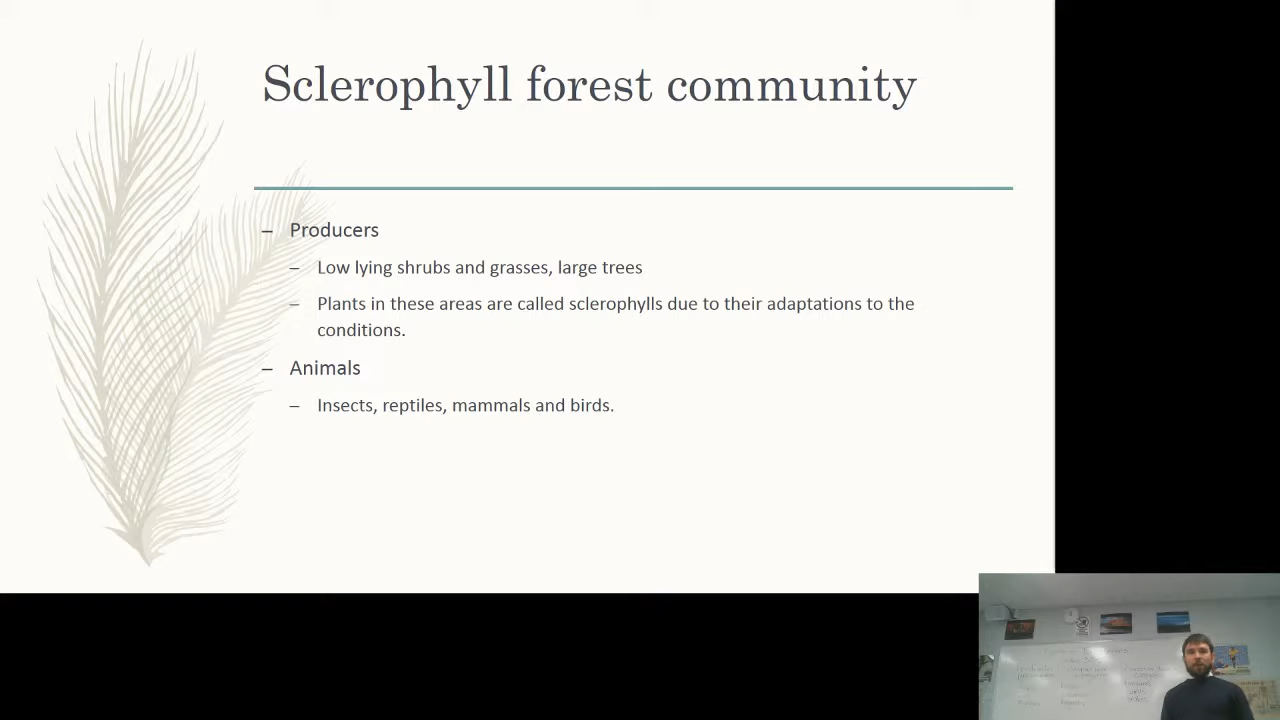 Sclerophyll forest community
– Producers
– Low lying shrubs and grasses, large trees
– Plants in these areas are called sclerophylls due to their adaptations to the
conditions.
– Animals
– Insects, reptiles, mammals and birds.